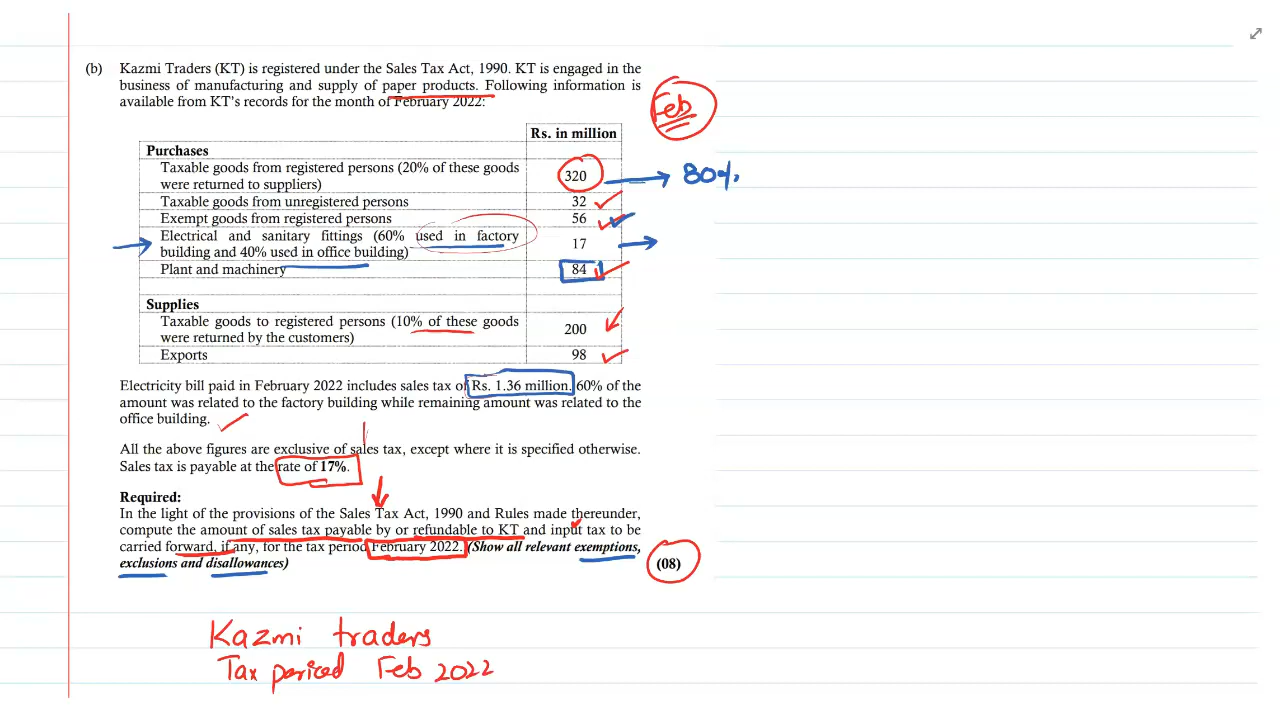 (b) Kazmi Traders (KT) is registered under the Sales Tax Act, 1990. KT is engaged in the
business of manufacturing and supply of paper products. Following information is
available from KT's records for the month of February 2022:
Feb
Rs. in million
Purchases
Taxable goods from registered persons (20% of these goods
were returned to suppliers) 320 80%
Taxable goods from unregistered persons 32
Exempt goods from registered persons 56
Electrical and sanitary fittings (60% used in factory
building and 40% used in office building) 17
Plant and machinery 84
Supplies
Taxable goods to registered persons (10% of these goods
were returned by the customers) 200
Exports 98
Electricity bill paid in February 2022 includes sales tax of Rs. 1.36 million. 60% of the
amount was related to the factory building while remaining amount was related to the
office building.
All the above figures are exclusive of sales tax, except where it is specified otherwise.
Sales tax is payable at the rate of 17%.
Required:
In the light of the provisions of the Sales Tax Act, 1990 and Rules made thereunder,
compute the amount of sales tax payable by or refundable to KT and input tax to be
carried forward, if any, for the tax period February 2022. (Show all relevant exemptions,
exclusions and disallowances) (08)
Kazmi traders
Tax period Feb 2022